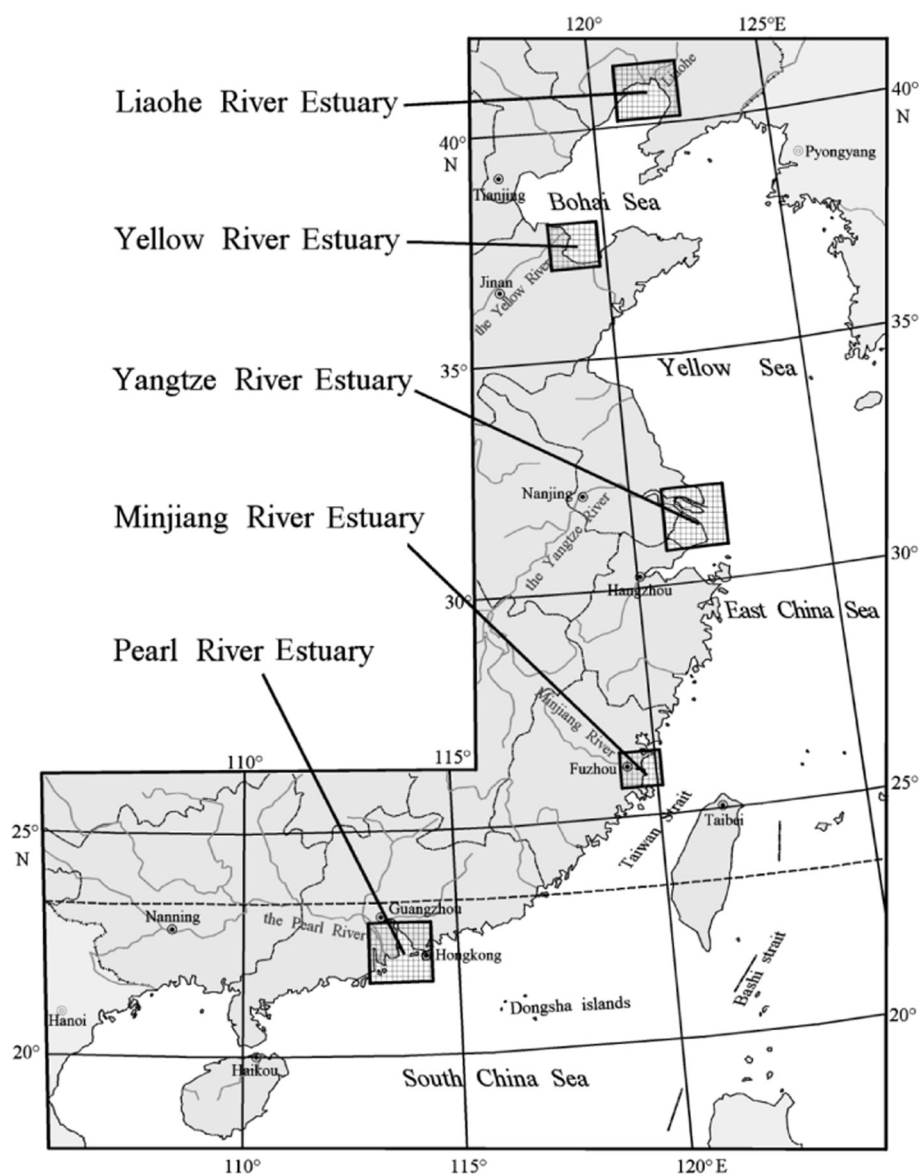 120°
125°E
Liaohe River Estuary
Liaohe
40°
N
40°
N
Pyongyang
Tianjing
Bohai Sea
Yellow River Estuary
Jinan
the Yellow River
35°
35°
Yellow Sea
Yangtze River Estuary
Nanjing
the Yangtze River
Minjiang River Estuary
30°
30°
Hangzhou
East China Sea
Pearl River Estuary
Minjiang River
110°
115°
Fuzhou
25°
Taiwan strait
Taibei
25°
N
Nanning
the Pearl River
Guangzhou
Hongkong
Bashi strait
Hanoi
Dongsha islands
20°
20°
Haikou
South China Sea
110°
115°
120°E